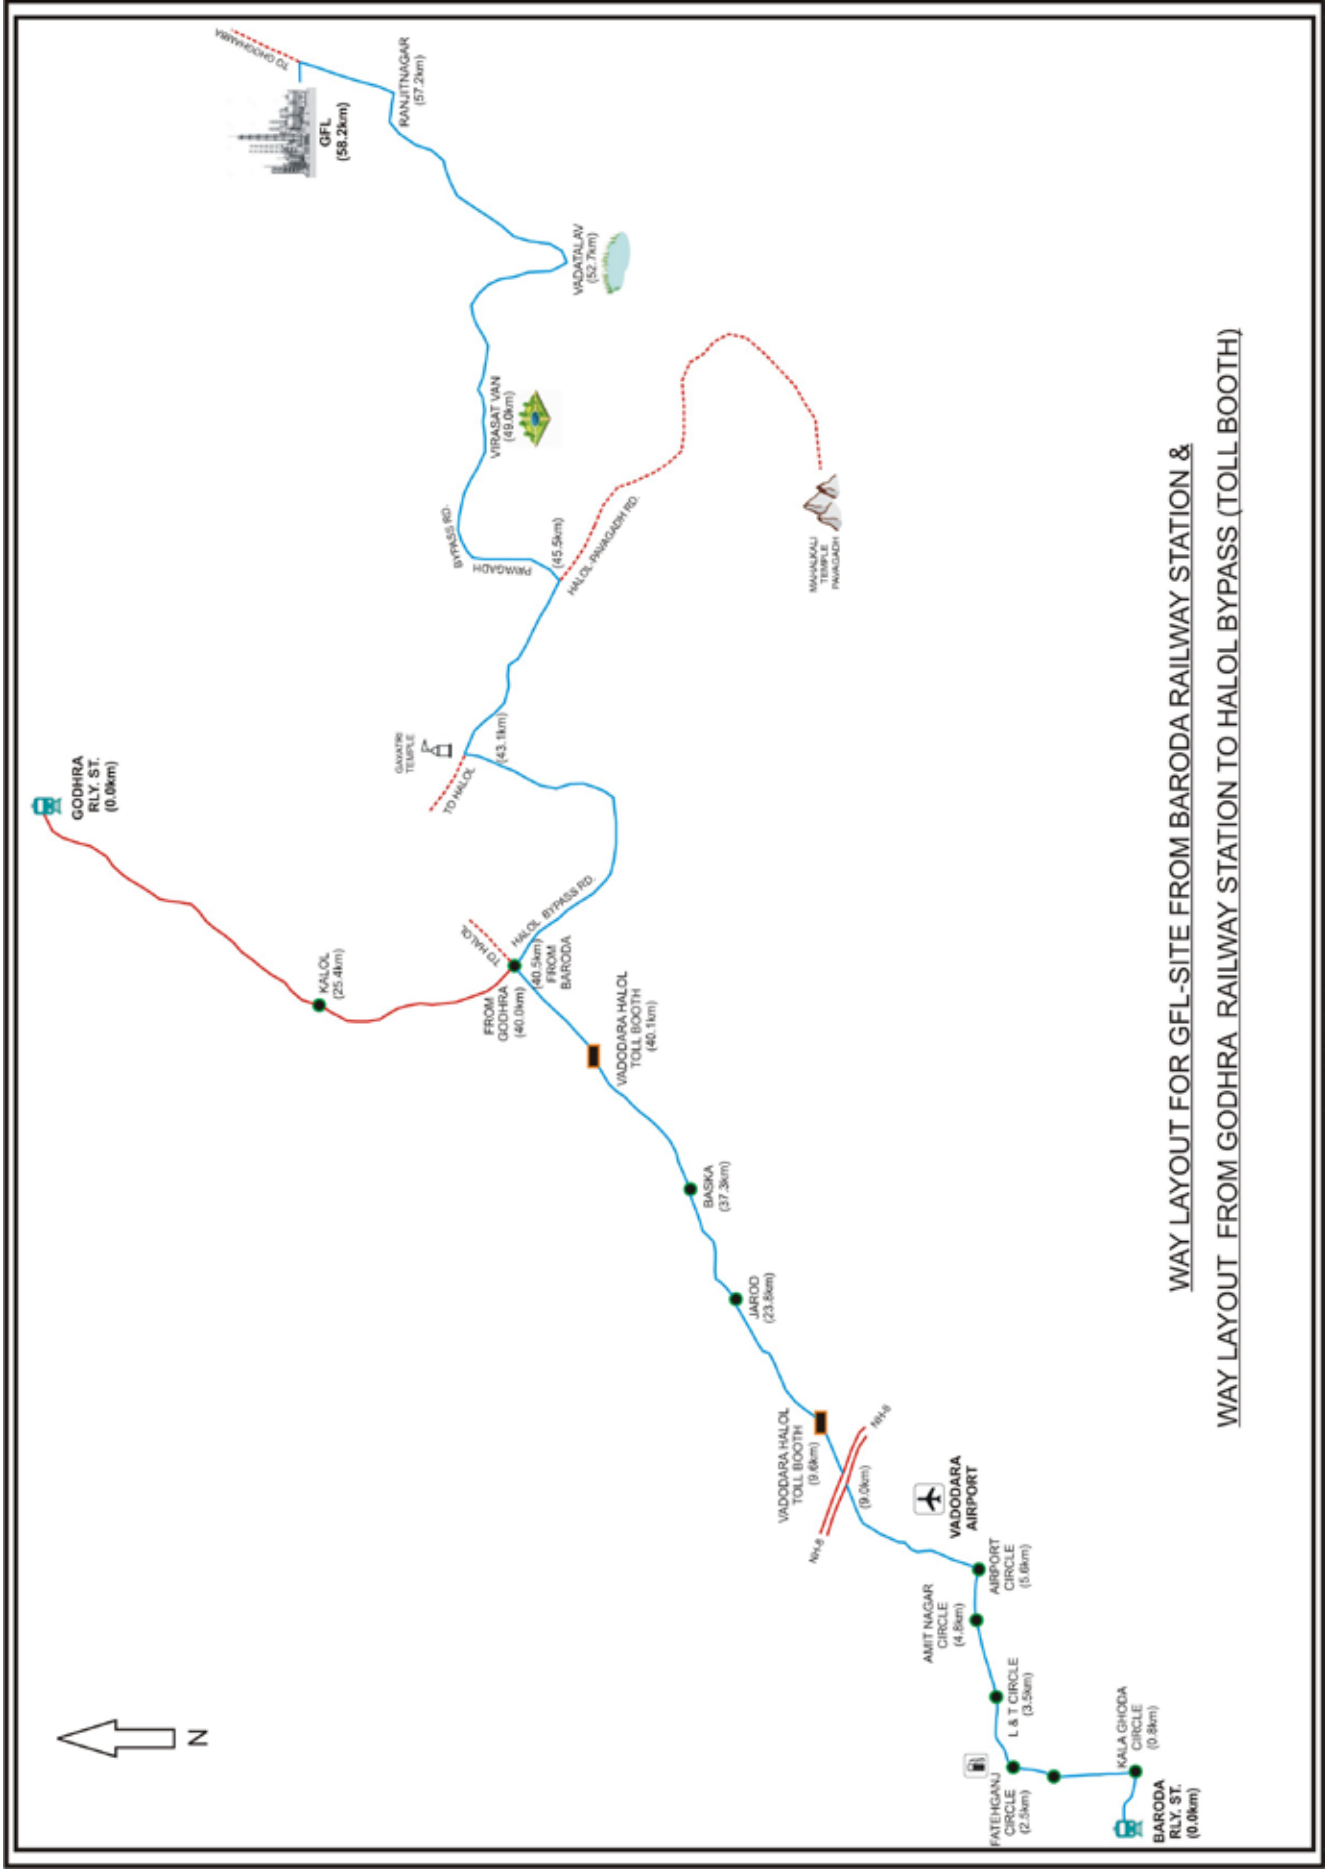 TO GHOGHAMBA
GFL
(58.2km)
RANJITNAGAR
(57.2km)
VADATALAV
(52.7km)
VIRASAT VAN
(49.0km)
BYPASS RD.
PAVAGADH
(45.5km)
HALOL-PAVAGADH RD.
MAHALKALI
TEMPLE
PAVAGADH
GAYATRI
TEMPLE
(43.1km)
TO HALOL
GODHRA
RLY. ST.
(0.0km)
KALOL
(25.4km)
TO HALOL
HALOL BYPASS RD.
FROM
GODHRA
(40.0km)
(40.5km)
FROM
BARODA
VADODARA HALOL
TOLL BOOTH
(40.1km)
BASKA
(37.3km)
JAROD
(23.8km)
VADODARA HALOL
TOLL BOOTH
(9.6km)
NH-8
NH-8
(9.0km)
VADODARA
AIRPORT
AIRPORT
CIRCLE
(5.6km)
AMIT NAGAR
CIRCLE
(4.8km)
L & T CIRCLE
(3.5km)
FATEHGANJ
CIRCLE
(2.5km)
KALA GHODA
CIRCLE
(0.8km)
BARODA
RLY. ST.
(0.0km)
N
WAY LAYOUT FOR GFL-SITE FROM BARODA RAILWAY STATION &
WAY LAYOUT FROM GODHRA RAILWAY STATION TO HALOL BYPASS (TOLL BOOTH)